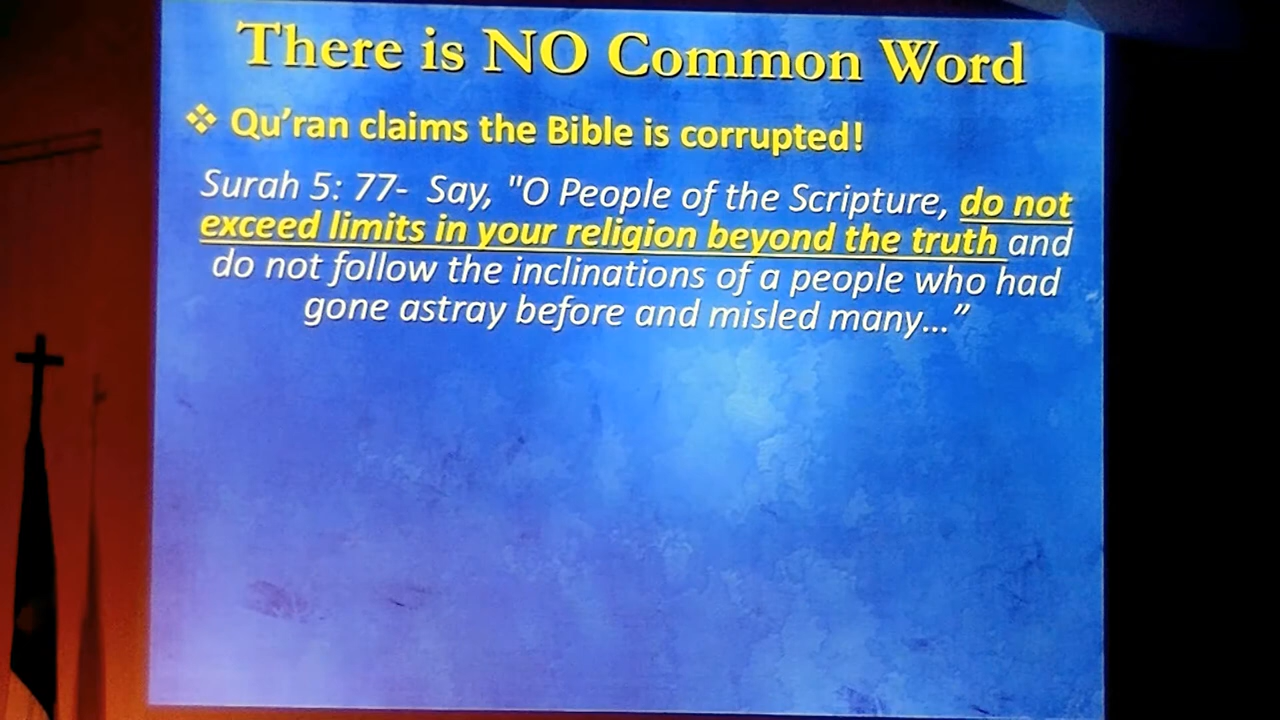 There is NO Common Word
❖ Qu'ran claims the Bible is corrupted!
Surah 5: 77- Say, "O People of the Scripture, do not
exceed limits in your religion beyond the truth and
do not follow the inclinations of a people who had
gone astray before and misled many...”